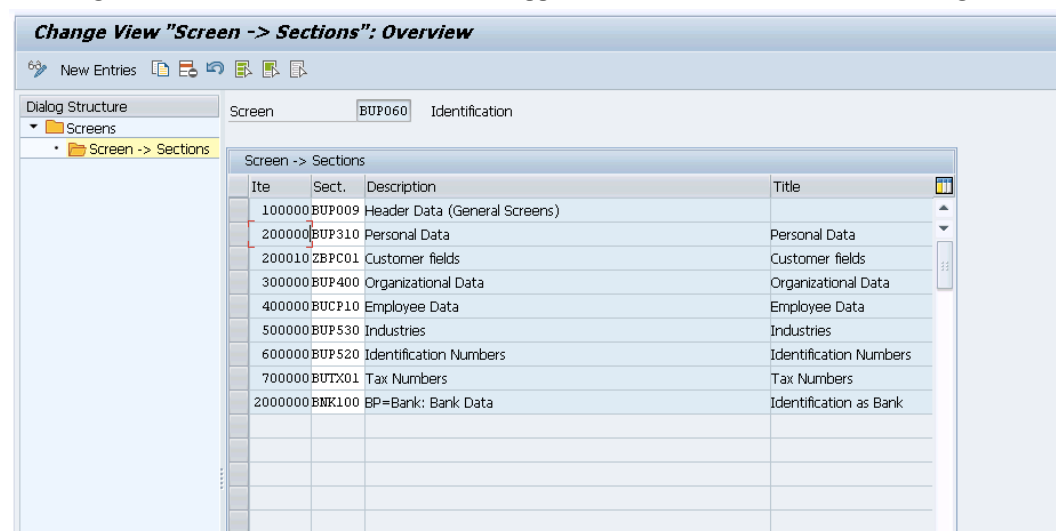 Change View "Screen -> Sections": Overview
New Entries
Dialog Structure
Screens
Screen -> Sections
Screen BUP060 Identification
Screen -> Sections
Ite Sect. Description Title
100000 BUP009 Header Data (General Screens)
200000 BUP310 Personal Data Personal Data
200010 ZBPC01 Customer fields Customer fields
300000 BUP400 Organizational Data Organizational Data
400000 BUCP10 Employee Data Employee Data
500000 BUP530 Industries Industries
600000 BUP520 Identification Numbers Identification Numbers
700000 BUTX01 Tax Numbers Tax Numbers
2000000 BNK100 BP=Bank: Bank Data Identification as Bank